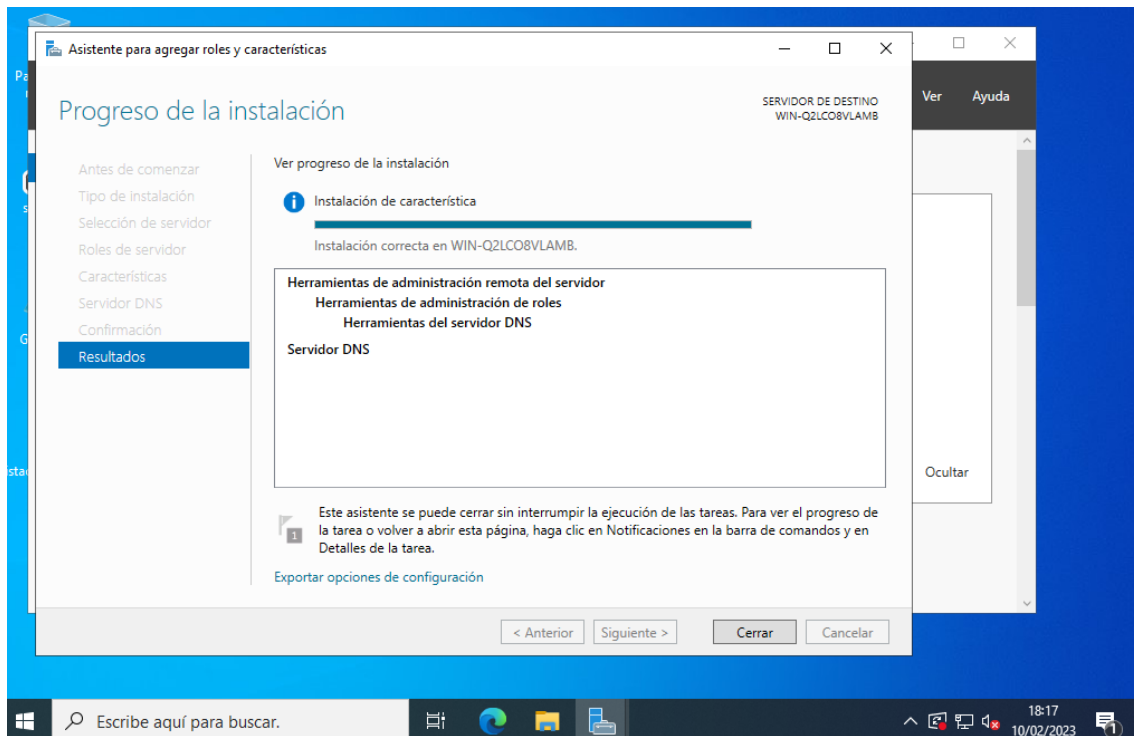 Asistente para agregar roles y características
Progreso de la instalación
SERVIDOR DE DESTINO
WIN-Q2LCO8VLAMB
Ver Ayuda
Antes de comenzar
Tipo de instalación
Selección de servidor
Roles de servidor
Características
Servidor DNS
Confirmación
Resultados
Ver progreso de la instalación
Instalación de característica
Instalación correcta en WIN-Q2LCO8VLAMB.
Herramientas de administración remota del servidor
Herramientas de administración de roles
Herramientas del servidor DNS
Servidor DNS
Este asistente se puede cerrar sin interrumpir la ejecución de las tareas. Para ver el progreso de
la tarea o volver a abrir esta página, haga clic en Notificaciones en la barra de comandos y en
Detalles de la tarea.
1
Exportar opciones de configuración
Ocultar
< Anterior Siguiente > Cerrar Cancelar
Escribe aquí para buscar.
18:17
10/02/2023
1